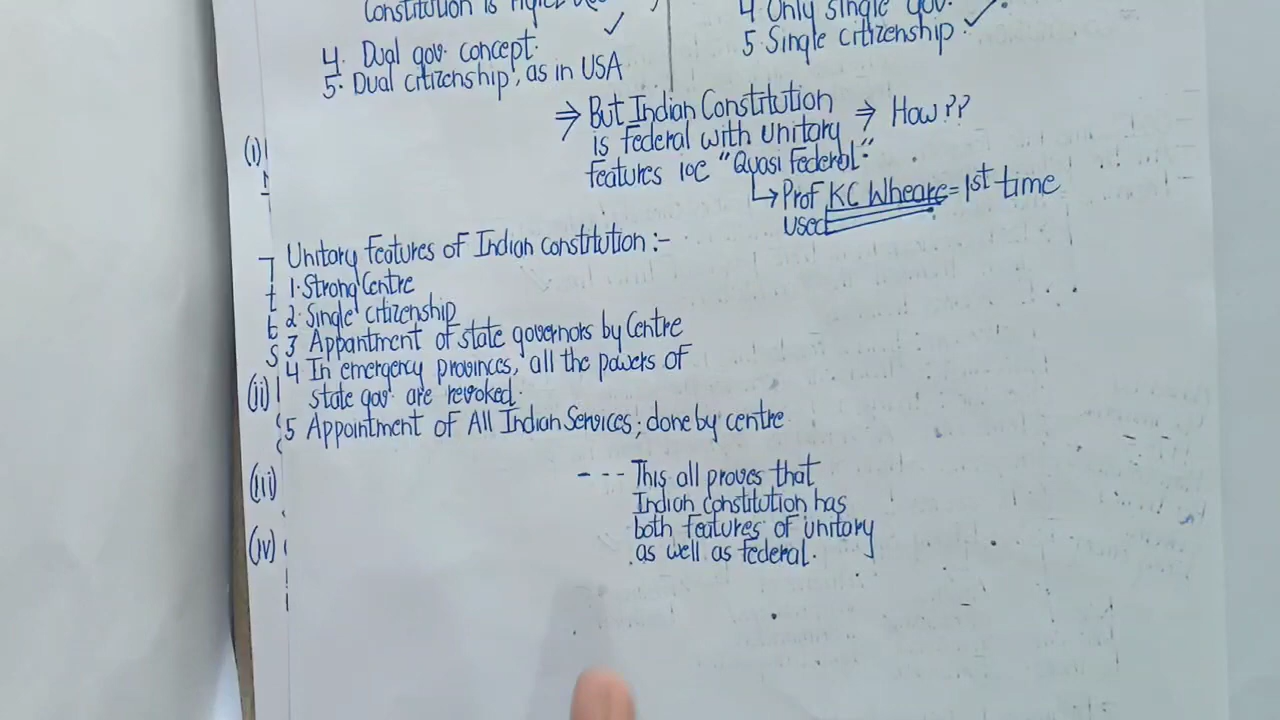 Constitution is
4. Dual gov. concept.
5. Dual citizenship, as in USA
4 Only single gov.
5. Single citizenship.
⇒ But Indian Constitution
is federal with unitary
features i.e "Quasi Federal"
⇒ How??
↳ Prof KC Wheare = 1st time
used
(i)
Unitary features of Indian constitution :-
1. Strong Centre
2. Single citizenship
3 Appantment of state governors by Centre
4 In emergency provinces, all the powers of
(ii)
state gov are revoked.
5 Appointment of All Indian Services; done by centre
--- This all proves that
(iii)
Indian constitution has
both features of unitary
(iv)
as well as federal.